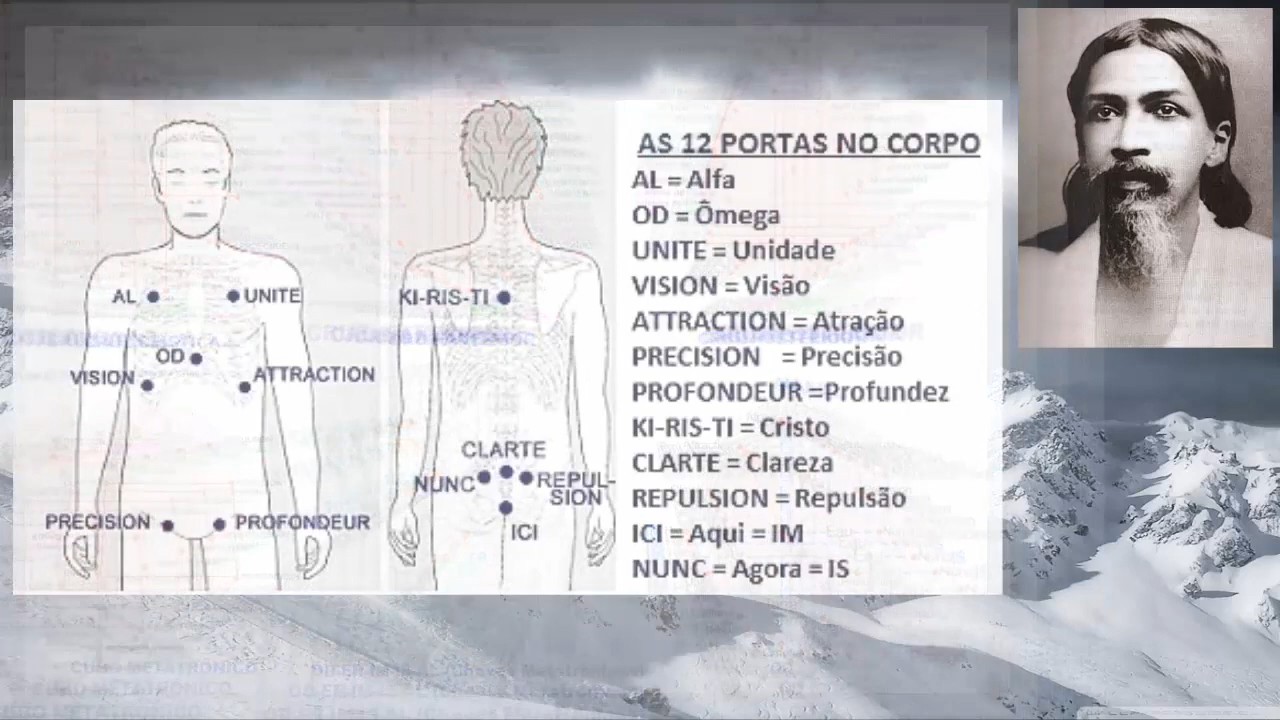 AL
UNITE
OD
VISION
ATTRACTION
PRECISION
PROFONDEUR
KI-RIS-TI
CLARTE
NUNC
REPUL-
SION
ICI
AS 12 PORTAS NO CORPO
AL = Alfa
OD = Ômega
UNITE = Unidade
VISION = Visão
ATTRACTION = Atração
PRECISION = Precisão
PROFONDEUR =Profundez
KI-RIS-TI = Cristo
CLARTE = Clareza
REPULSION = Repulsão
ICI = Aqui = IM
NUNC = Agora = IS
CUBO METATRONICO